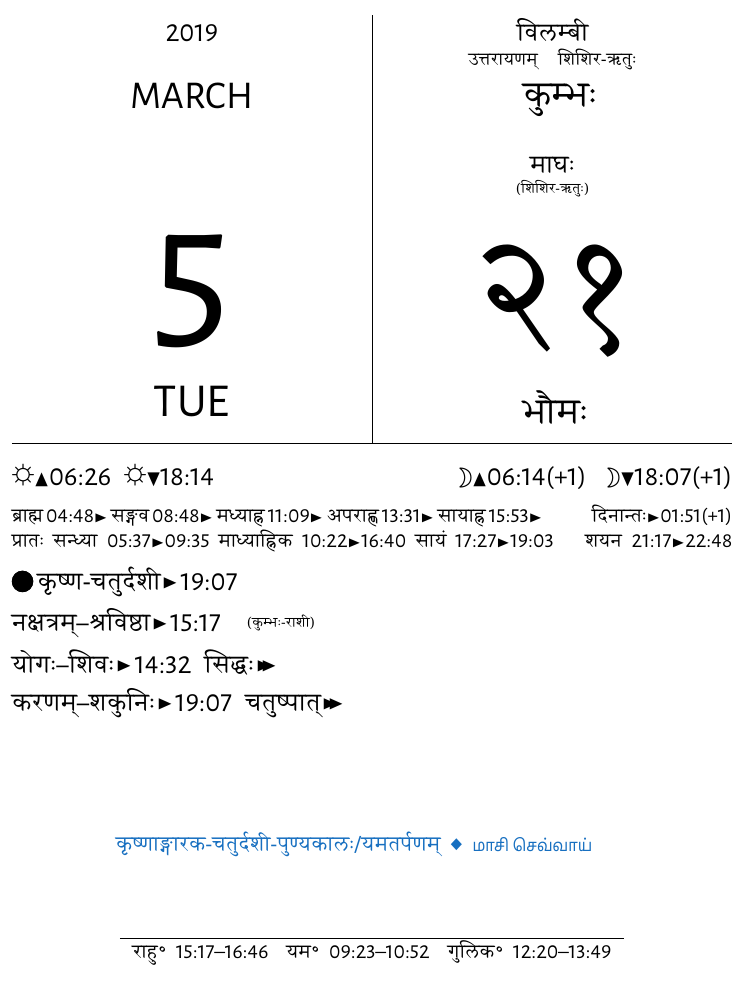 2019
MARCH
5
TUE
विलम्बी
उत्तरायणम् शिशिर-ऋतुः
कुम्भः
माघः
(शिशिर-ऋतुः)
२१
भौमः
☼▲06:26 ☼▼18:14 ☽▲06:14(+1) ☽▼18:07(+1)
ब्राह्म 04:48► सङ्गव 08:48► मध्याह्न 11:09► अपराह्ण 13:31► सायाह्न 15:53► दिनान्तः►01:51(+1)
प्रातः सन्ध्या 05:37►09:35 माध्याह्निक 10:22►16:40 सायं 17:27►19:03 शयन 21:17►22:48
●कृष्ण-चतुर्दशी►19:07
नक्षत्रम्–श्रविष्ठा►15:17 (कुम्भः-राशी)
योगः–शिवः►14:32 सिद्धः►►
करणम्–शकुनिः►19:07 चतुष्पात्►►
कृष्णाङ्गारक-चतुर्दशी-पुण्यकालः/यमतर्पणम् ◆ மாசி செவ்வாய்
राहु॰ 15:17–16:46 यम॰ 09:23–10:52 गुलिक॰ 12:20–13:49